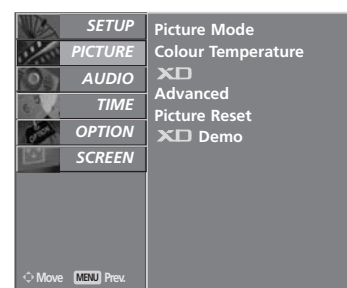 SETUP
PICTURE
AUDIO
TIME
OPTION
SCREEN
Move MENU Prev.
Picture Mode
Colour Temperature
XD
Advanced
Picture Reset
XD Demo